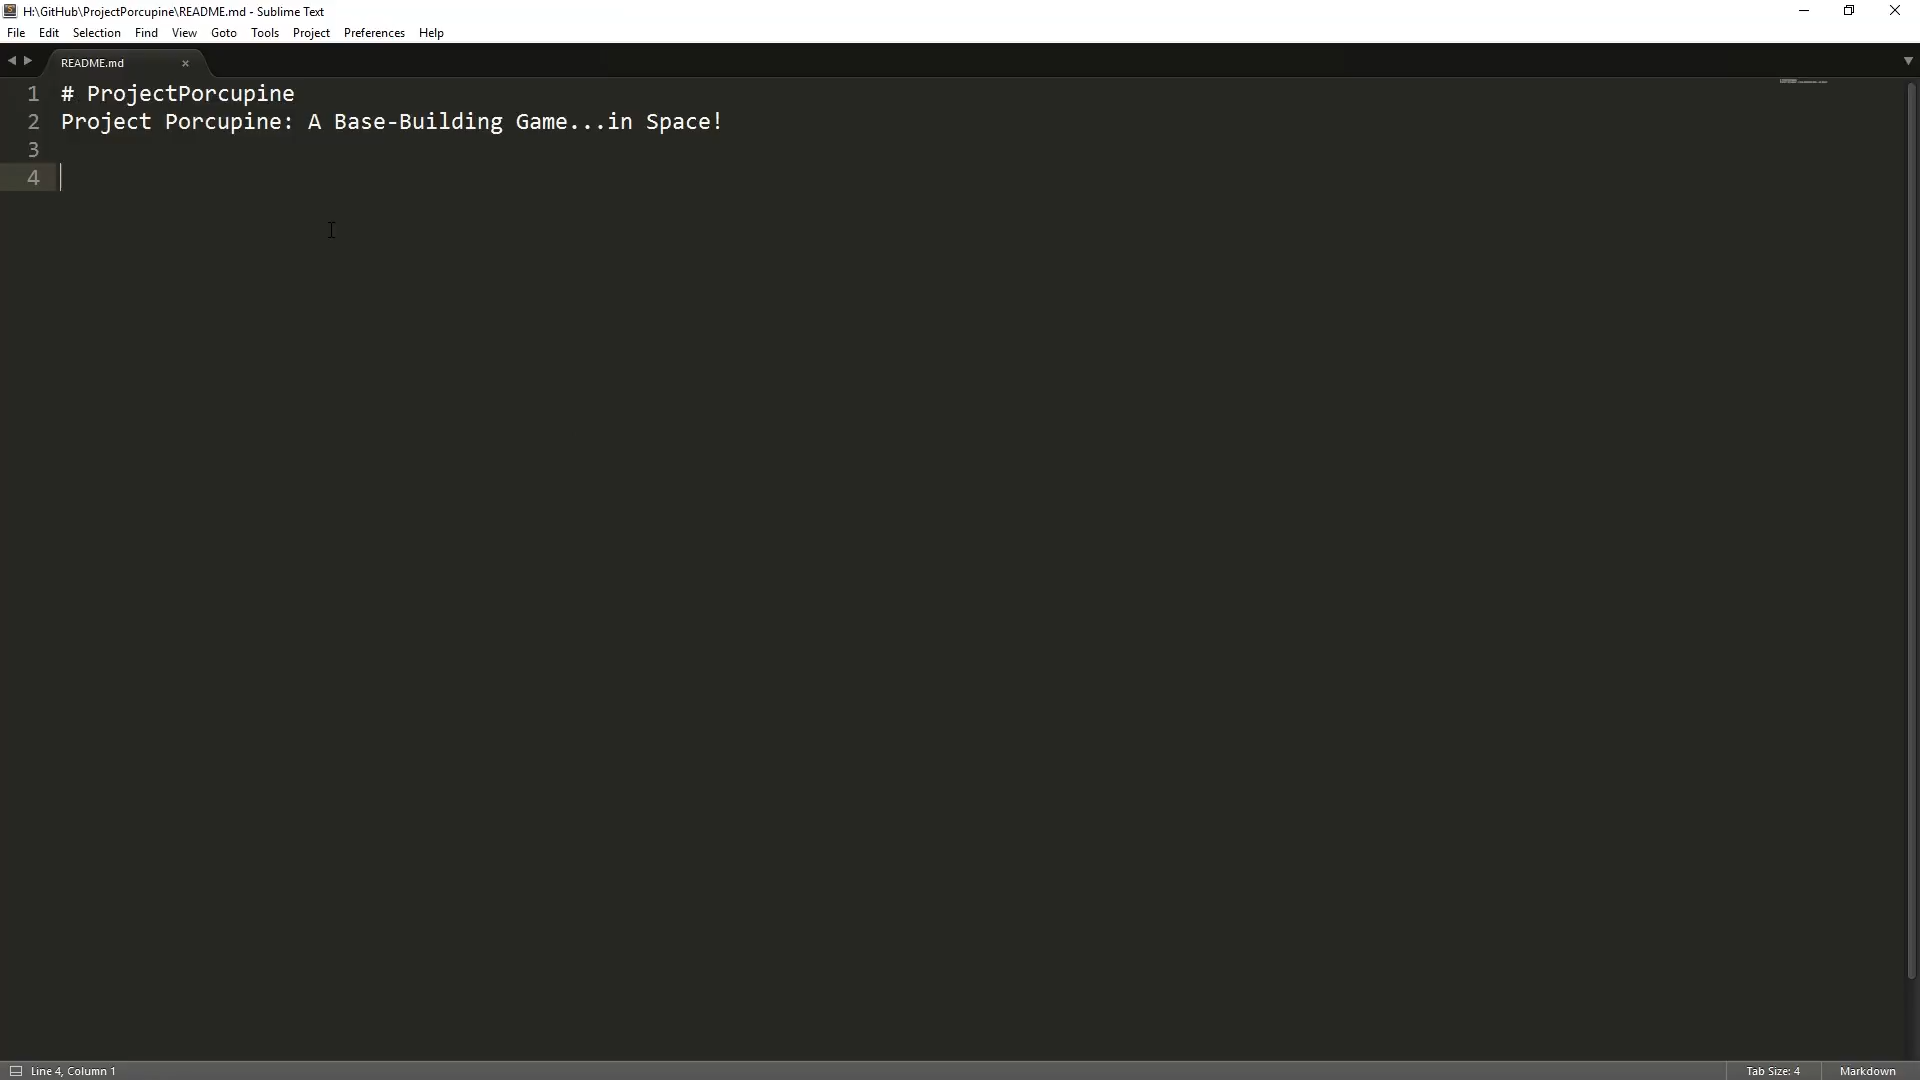 H:\GitHub\ProjectPorcupine\README.md - Sublime Text
File Edit Selection Find View Goto Tools Project Preferences Help
README.md ×
1 # ProjectPorcupine
2 Project Porcupine: A Base-Building Game...in Space!
3
4
Line 4, Column 1 Tab Size: 4 Markdown